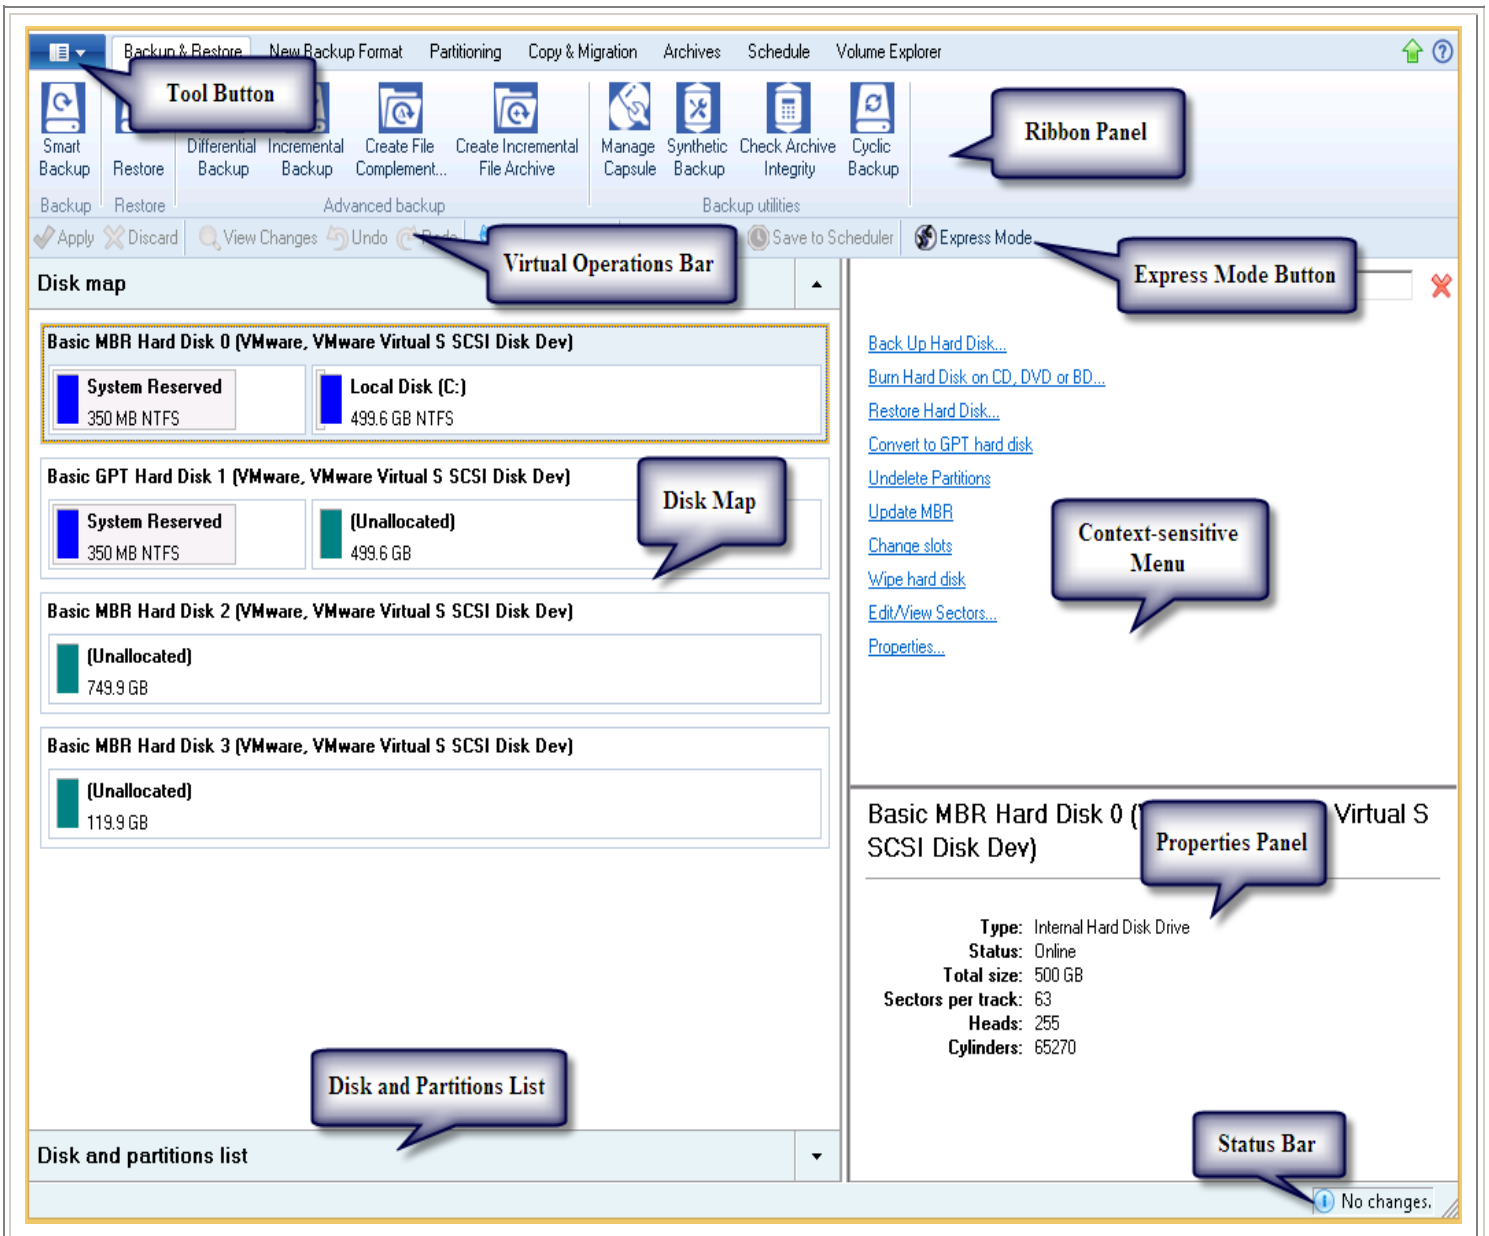 Backup & Restore New Backup Format Partitioning Copy & Migration Archives Schedule Volume Explorer
Tool Button
Ribbon Panel
Smart Backup
Restore
Differential Backup
Incremental Backup
Create File Complement...
Create Incremental File Archive
Manage Capsule
Synthetic Backup
Check Archive Integrity
Cyclic Backup
Backup Restore Advanced backup Backup utilities
Apply Discard View Changes Undo Save to Scheduler Express Mode
Virtual Operations Bar
Express Mode Button
Disk map
Basic MBR Hard Disk 0 (VMware, VMware Virtual S SCSI Disk Dev)
System Reserved
350 MB NTFS
Local Disk (C:)
499.6 GB NTFS
Basic GPT Hard Disk 1 (VMware, VMware Virtual S SCSI Disk Dev)
System Reserved
350 MB NTFS
(Unallocated)
499.6 GB
Disk Map
Basic MBR Hard Disk 2 (VMware, VMware Virtual S SCSI Disk Dev)
(Unallocated)
749.9 GB
Basic MBR Hard Disk 3 (VMware, VMware Virtual S SCSI Disk Dev)
(Unallocated)
119.9 GB
Disk and Partitions List
Disk and partitions list
Back Up Hard Disk...
Burn Hard Disk on CD, DVD or BD...
Restore Hard Disk...
Convert to GPT hard disk
Undelete Partitions
Update MBR
Change slots
Wipe hard disk
Edit/View Sectors...
Properties...
Context-sensitive
Menu
Basic MBR Hard Disk 0 ( Virtual S
SCSI Disk Dev)
Properties Panel
Type: Internal Hard Disk Drive
Status: Online
Total size: 500 GB
Sectors per track: 63
Heads: 255
Cylinders: 65270
Status Bar
No changes.